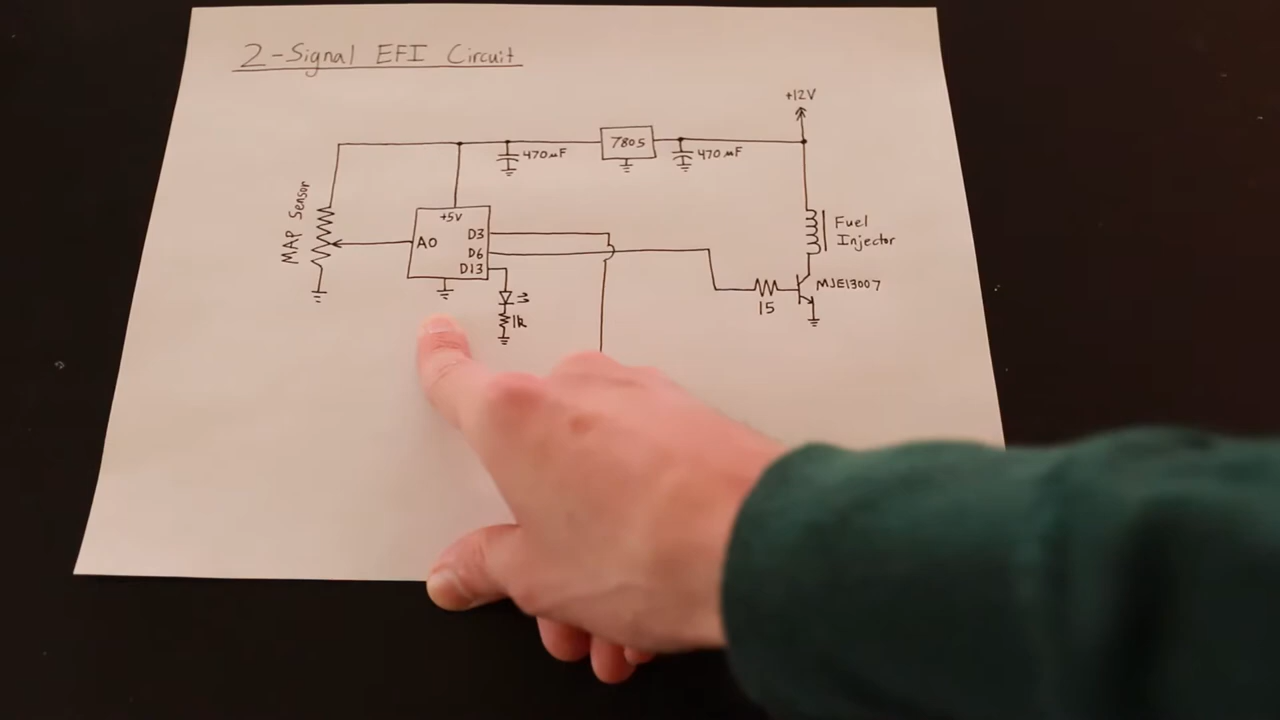 2-Signal EFI Circuit
+12V
7805
470µF
470µF
MAP Sensor
+5V
A0
D3
D6
D13
Fuel
Injector
MJE13007
15
1k